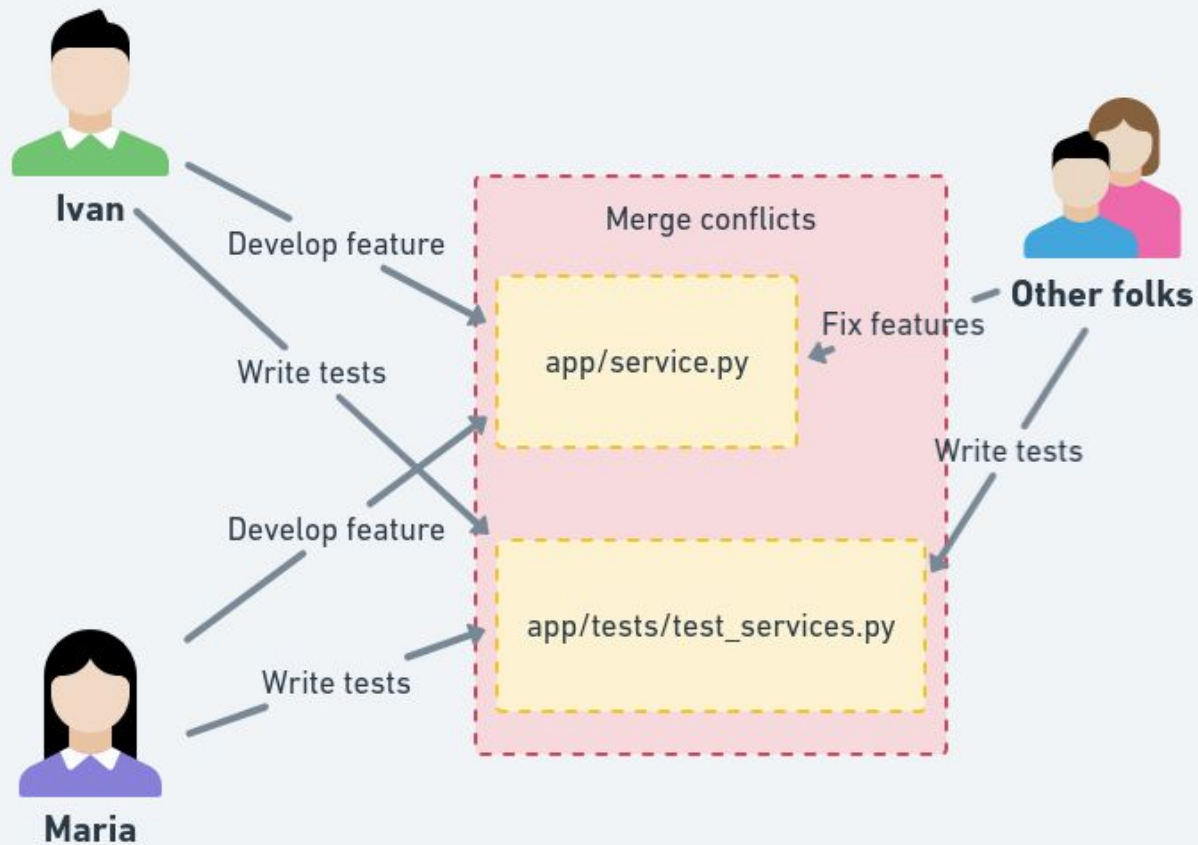 Ivan
Develop feature
Merge conflicts
Other folks
Fix features
app/service.py
Write tests
Write tests
Develop feature
app/tests/test_services.py
Write tests
Maria